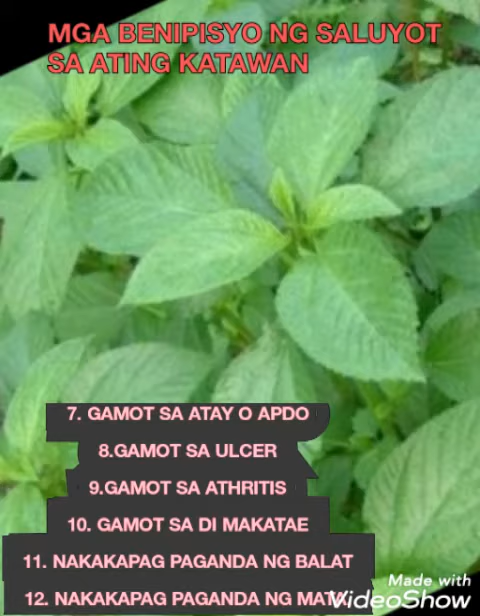 MGA BENIPISYO NG SALUYOT
SA ATING KATAWAN
7. GAMOT SA ATAY O APDO
8.GAMOT SA ULCER
9.GAMOT SA ATHRITIS
10. GAMOT SA DI MAKATAE
11. NAKAKAPAG PAGANDA NG BALAT
12. NAKAKAPAG PAGANDA NG
Made with
VideoShow